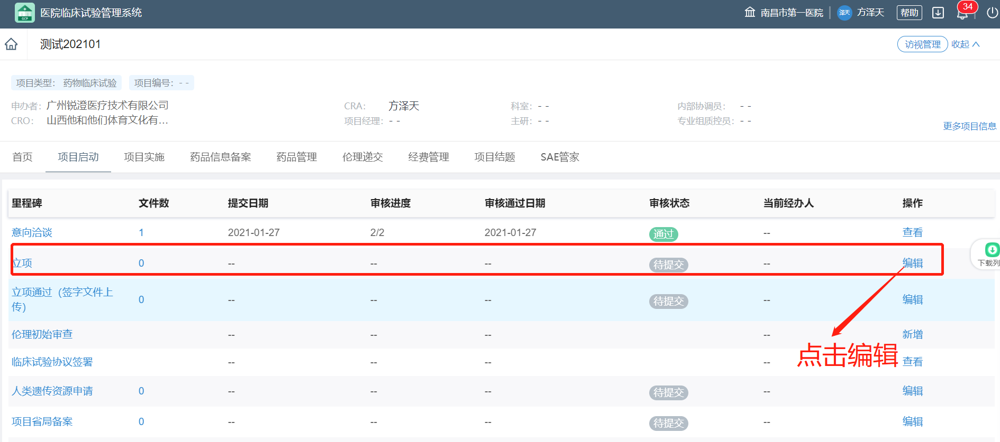 GCP
医院临床试验管理系统
南昌市第一医院
泽天
方泽天
帮助
34
测试202101
访视管理
收起
项目类型： 药物临床试验
项目编号：- -
申办者： 广州锐澄医疗技术有限公司
CRA： 方泽天
科室：- -
内部协调员： - -
CRO： 山西他和他们体育文化有...
项目经理：- -
主研：- -
专业组质控员：- -
更多项目信息
首页 项目启动 项目实施 药品信息备案 药品管理 伦理递交 经费管理 项目结题 SAE管家
里程碑 文件数 提交日期 审核进度 审核通过日期 审核状态 当前经办人 操作
意向洽谈 1 2021-01-27 2/2 2021-01-27 通过 -- 查看
立项 0 -- -- -- 待提交 -- 编辑
下载列
立项通过（签字文件上
传） 0 -- -- -- 待提交 -- 编辑
伦理初始审查 -- -- -- -- 新增
点击编辑
临床试验协议签署 -- -- -- -- 查看
人类遗传资源申请 0 -- -- -- 待提交 -- 编辑
项目省局备案 0 -- -- -- 待提交 -- 编辑